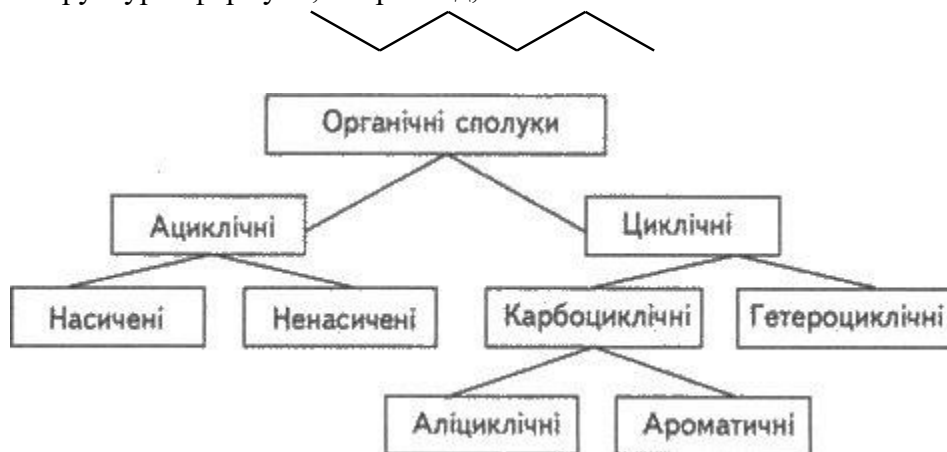 Органічні сполуки
Ациклічні
Циклічні
Насичені
Ненасичені
Карбоциклічні
Гетероциклічні
Аліциклічні
Ароматичні